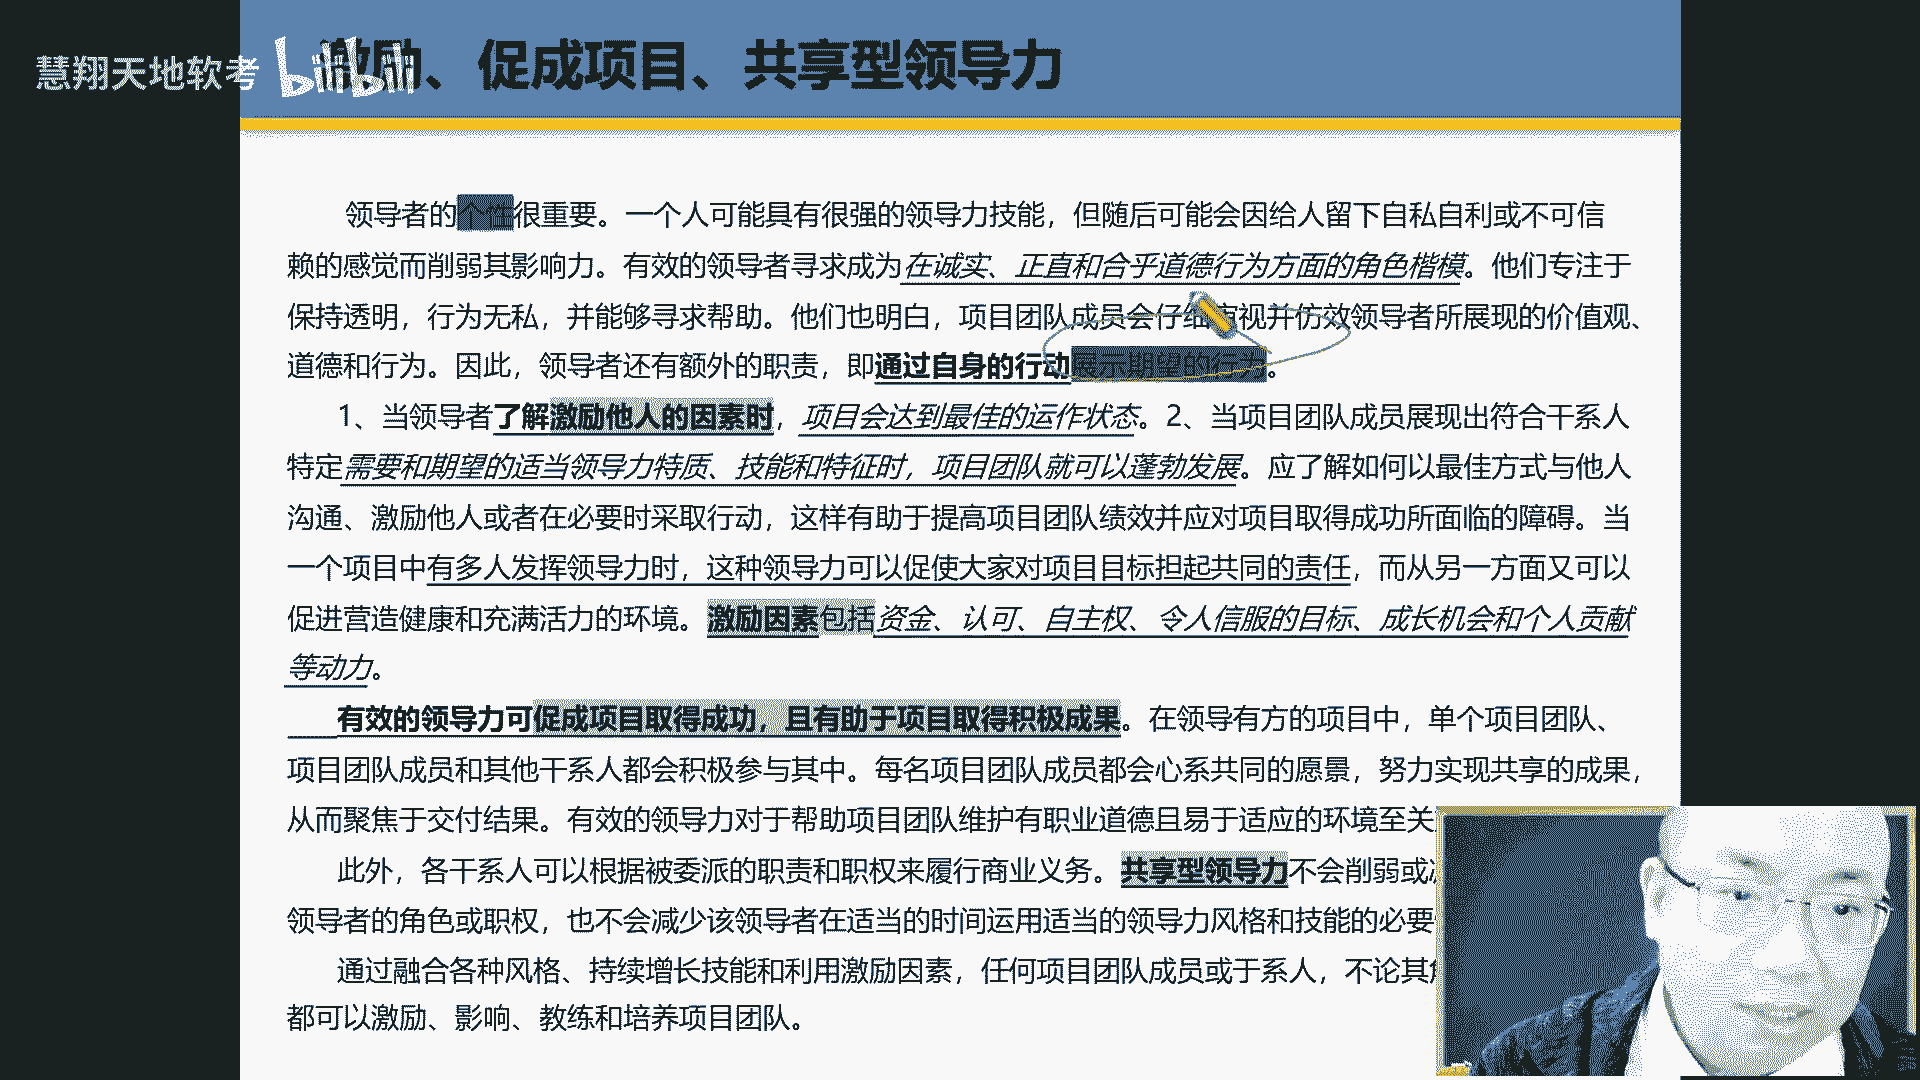 慧翔天地软考 bilibili
激励、促成项目、共享型领导力
领导者的个性很重要。一个人可能具有很强的领导力技能，但随后可能会因给人留下自私自利或不可信
赖的感觉而削弱其影响力。有效的领导者寻求成为在诚实、正直和合乎道德行为方面的角色楷模。他们专注于
保持透明，行为无私，并能够寻求帮助。他们也明白，项目团队成员会仔细审视并仿效领导者所展现的价值观、
道德和行为。因此，领导者还有额外的职责，即通过自身的行动展示期望的行为。
1、当领导者了解激励他人的因素时，项目会达到最佳的运作状态。2、当项目团队成员展现出符合干系人
特定需要和期望的适当领导力特质、技能和特征时，项目团队就可以蓬勃发展。应了解如何以最佳方式与他人
沟通、激励他人或者在必要时采取行动，这样有助于提高项目团队绩效并应对项目取得成功所面临的障碍。当
一个项目中有多人发挥领导力时，这种领导力可以促使大家对项目目标担起共同的责任，而从另一方面又可以
促进营造健康和充满活力的环境。激励因素包括资金、认可、自主权、令人信服的目标、成长机会和个人贡献
等动力。
有效的领导力可促成项目取得成功，且有助于项目取得积极成果。在领导有方的项目中，单个项目团队、
项目团队成员和其他干系人都会积极参与其中。每名项目团队成员都会心系共同的愿景，努力实现共享的成果，
从而聚焦于交付结果。有效的领导力对于帮助项目团队维护有职业道德且易于适应的环境至关
此外，各干系人可以根据被委派的职责和职权来履行商业义务。共享型领导力不会削弱或
领导者的角色或职权，也不会减少该领导者在适当的时间运用适当的领导力风格和技能的必要
通过融合各种风格、持续增长技能和利用激励因素，任何项目团队成员或干系人，不论其
都可以激励、影响、教练和培养项目团队。